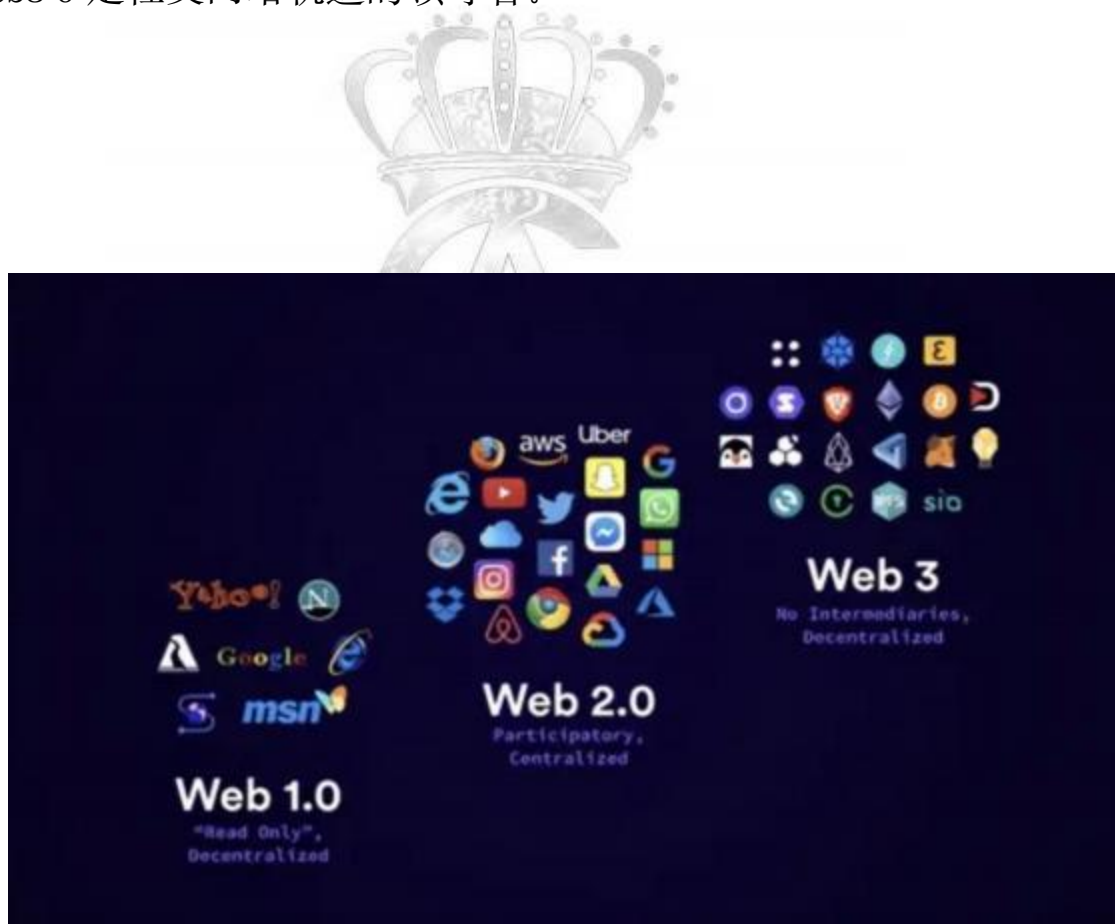 aws Uber
Yahoo!
N
Google
msn
sia
Web 3
No Intermediaries,
Decentralized
Web 2.0
Participatory,
Centralized
Web 1.0
"Read Only",
Decentralized